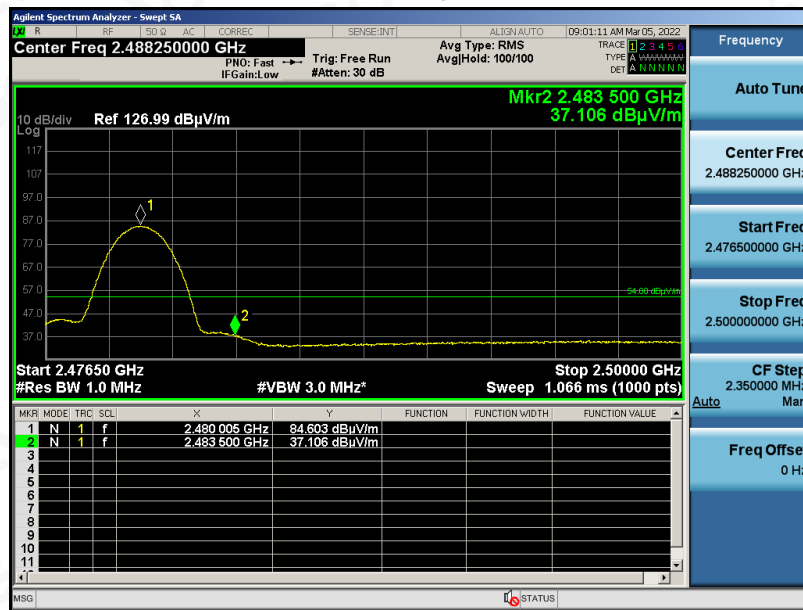 Agilent Spectrum Analyzer - Swept SA
LXI R RF 50 Ω AC CORREC SENSE:INT ALIGN AUTO 09:01:11 AM Mar 05, 2022
Center Freq 2.488250000 GHz
PNO: Fast
IFGain:Low
Trig: Free Run
#Atten: 30 dB
Avg Type: RMS
Avg|Hold: 100/100
TRACE 1 2 3 4 5 6
TYPE A WWWWW
DET A N N N N N
Mkr2 2.483 500 GHz
37.106 dBµV/m
10 dB/div Ref 126.99 dBµV/m
Log
117
107
97.0
87.0
77.0
67.0
57.0
47.0
37.0
1
2
54.00 dBµV/m
Start 2.47650 GHz Stop 2.50000 GHz
#Res BW 1.0 MHz #VBW 3.0 MHz* Sweep 1.066 ms (1000 pts)
MKR MODE TRC SCL X Y FUNCTION FUNCTION WIDTH FUNCTION VALUE
1 N 1 f 2.480 005 GHz 84.603 dBµV/m
2 N 1 f 2.483 500 GHz 37.106 dBµV/m
3
4
5
6
7
8
9
10
11
MSG STATUS
Frequency
Auto Tune
Center Freq
2.488250000 GHz
Start Freq
2.476500000 GHz
Stop Freq
2.500000000 GHz
CF Step
2.350000 MHz
Auto Man
Freq Offset
0 Hz